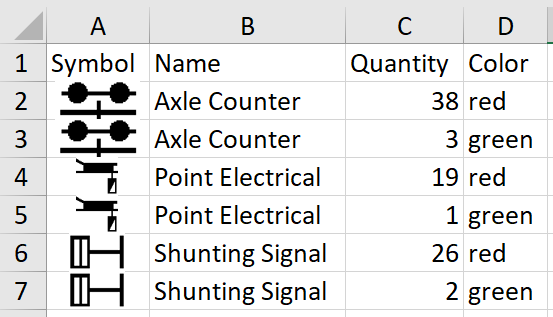 A B C D
1 Symbol Name Quantity Color
2 Axle Counter 38 red
3 Axle Counter 3 green
4 Point Electrical 19 red
5 Point Electrical 1 green
6 Shunting Signal 26 red
7 Shunting Signal 2 green